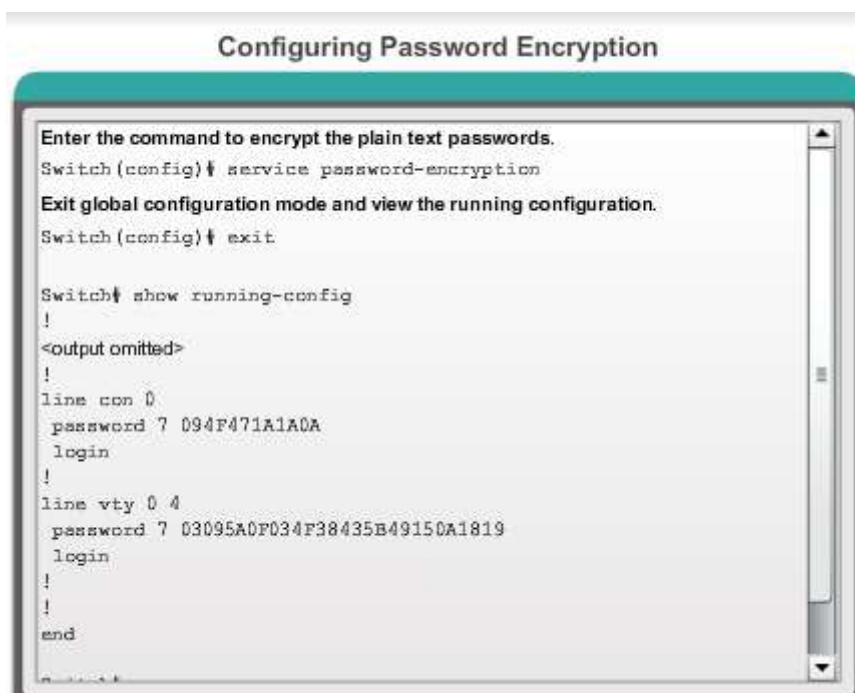 Configuring Password Encryption
Enter the command to encrypt the plain text passwords.
Switch(config)# service password-encryption
Exit global configuration mode and view the running configuration.
Switch(config)# exit
Switch# show running-config
!
<output omitted>
!
line con 0
password 7 094F471A1A0A
login
!
line vty 0 4
password 7 03095A0F034F38435B49150A1819
login
!
!
end